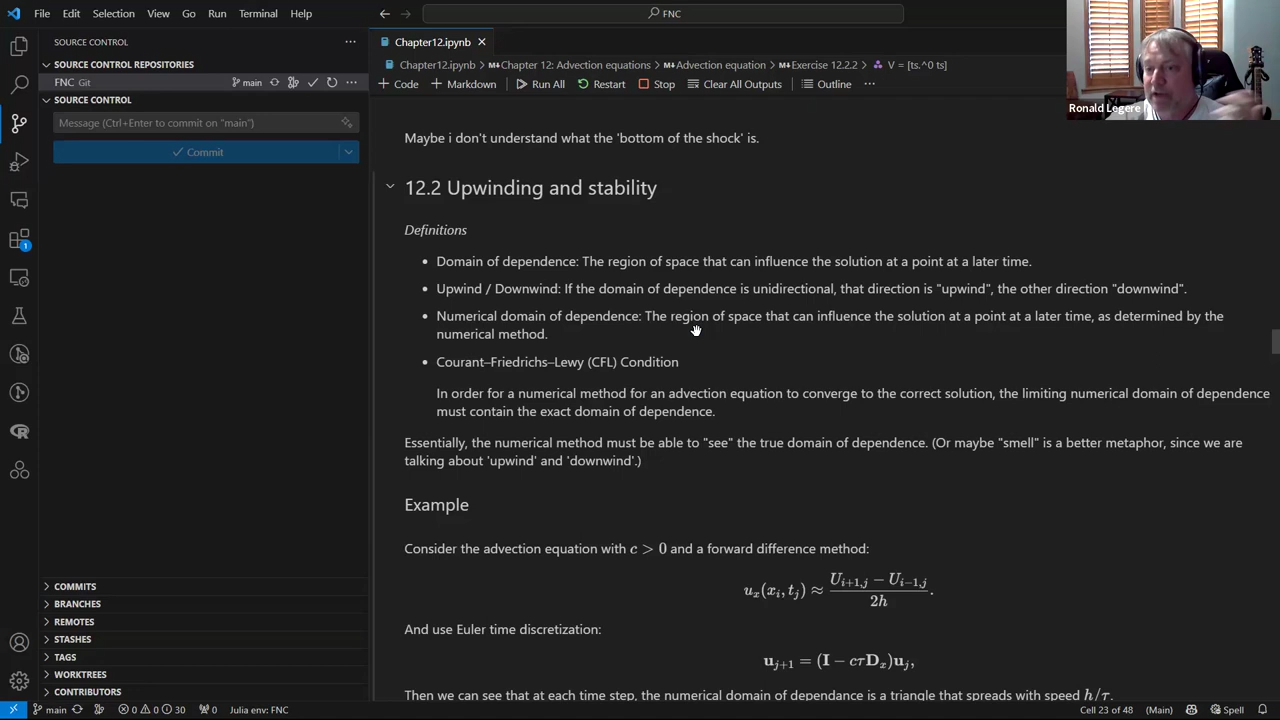 File Edit Selection View Go Run Terminal Help
FNC
SOURCE CONTROL
SOURCE CONTROL REPOSITORIES
FNC Git
main
SOURCE CONTROL
Message (Ctrl+Enter to commit on "main")
Commit
COMMITS
BRANCHES
REMOTES
STASHES
TAGS
WORKTREES
CONTRIBUTORS
1
Chapter12.ipynb
Chapter12.ipynb > Chapter 12: Advection equations > Advection equation > Exercise 12.2.2 > V = [ts.^0 ts]
+ Code + Markdown Run All Restart Stop Clear All Outputs Outline ...
Ronald Legere
Maybe i don't understand what the 'bottom of the shock' is.
12.2 Upwinding and stability
Definitions
• Domain of dependence: The region of space that can influence the solution at a point at a later time.
• Upwind / Downwind: If the domain of dependence is unidirectional, that direction is "upwind", the other direction "downwind".
• Numerical domain of dependence: The region of space that can influence the solution at a point at a later time, as determined by the
numerical method.
• Courant–Friedrichs–Lewy (CFL) Condition
In order for a numerical method for an advection equation to converge to the correct solution, the limiting numerical domain of dependence
must contain the exact domain of dependence.
Essentially, the numerical method must be able to "see" the true domain of dependence. (Or maybe "smell" is a better metaphor, since we are
talking about 'upwind' and 'downwind'.)
Example
Consider the advection equation with c > 0 and a forward difference method:
u_x(x_i, t_j) ≈ (U_{i+1,j} − U_{i−1,j}) / 2h.
And use Euler time discretization:
u_{j+1} = (I − cτD_x)u_j,
Then we can see that at each time step, the numerical domain of dependance is a triangle that spreads with speed h/τ.
main 0 0 30 0 Julia env: FNC Cell 23 of 48 (Main) Spell